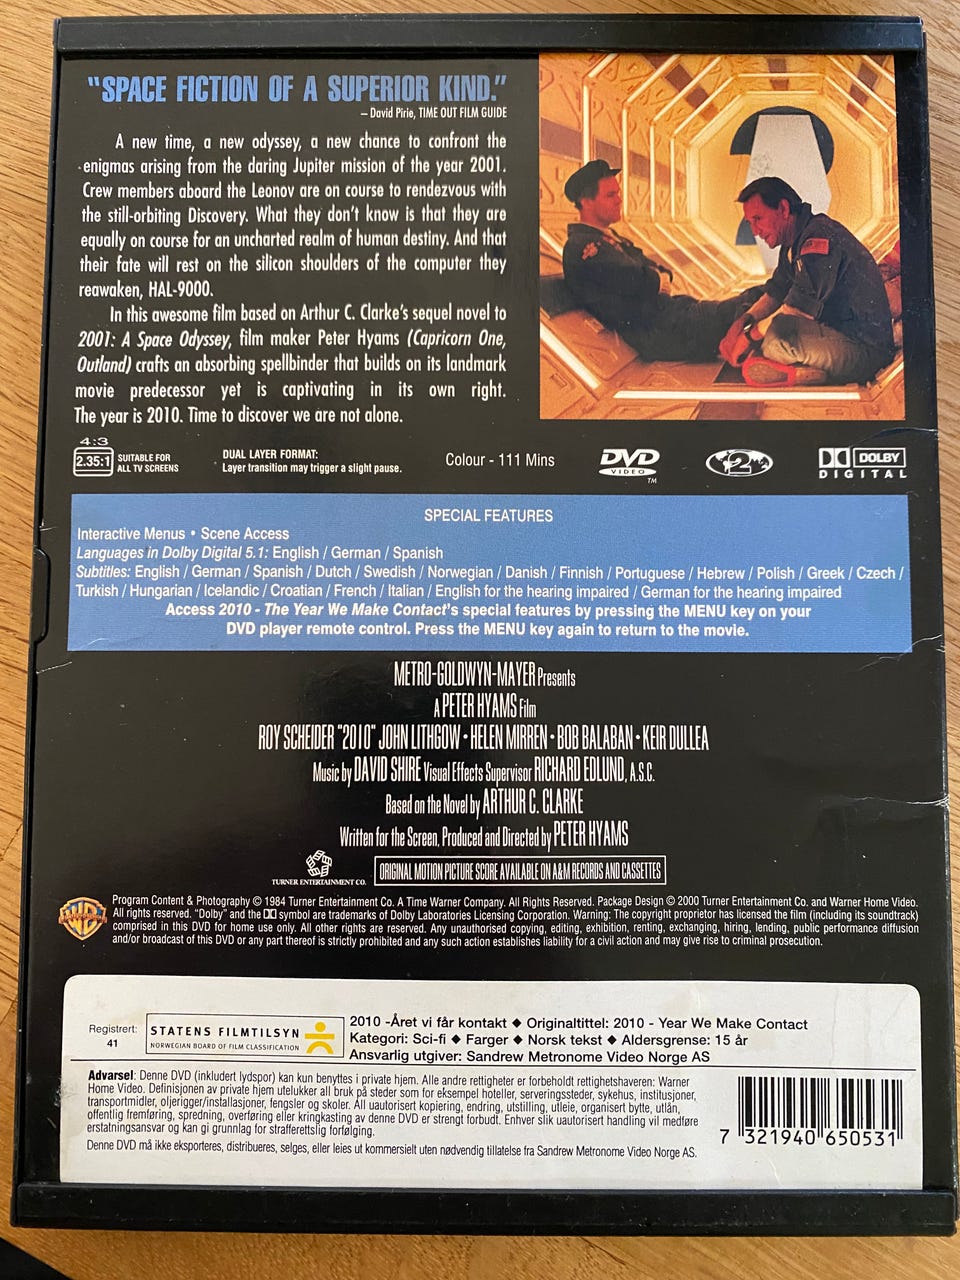 “SPACE FICTION OF A SUPERIOR KIND.”
– David Pirie, TIME OUT FILM GUIDE
A new time, a new odyssey, a new chance to confront the
enigmas arising from the daring Jupiter mission of the year 2001.
Crew members aboard the Leonov are on course to rendezvous with
the still-orbiting Discovery. What they don’t know is that they are
equally on course for an uncharted realm of human destiny. And that
their fate will rest on the silicon shoulders of the computer they
reawaken, HAL-9000.
In this awesome film based on Arthur C. Clarke’s sequel novel to
2001: A Space Odyssey, film maker Peter Hyams (Capricorn One,
Outland) crafts an absorbing spellbinder that builds on its landmark
movie predecessor yet is captivating in its own right.
The year is 2010. Time to discover we are not alone.
4:3
2.35:1
SUITABLE FOR
ALL TV SCREENS
DUAL LAYER FORMAT:
Layer transition may trigger a slight pause.
Colour - 111 Mins
DVD
VIDEO
TM
2
DOLBY
DIGITAL
SPECIAL FEATURES
Interactive Menus • Scene Access
Languages in Dolby Digital 5.1: English / German / Spanish
Subtitles: English / German / Spanish / Dutch / Swedish / Norwegian / Danish / Finnish / Portuguese / Hebrew / Polish / Greek / Czech /
Turkish / Hungarian / Icelandic / Croatian / French / Italian / English for the hearing impaired / German for the hearing impaired
Access 2010 - The Year We Make Contact’s special features by pressing the MENU key on your
DVD player remote control. Press the MENU key again to return to the movie.
METRO-GOLDWYN-MAYER Presents
A PETER HYAMS Film
ROY SCHEIDER "2010" JOHN LITHGOW • HELEN MIRREN • BOB BALABAN • KEIR DULLEA
Music by DAVID SHIRE Visual Effects Supervisor RICHARD EDLUND, A.S.C.
Based on the Novel by ARTHUR C. CLARKE
Written for the Screen, Produced and Directed by PETER HYAMS
TURNER ENTERTAINMENT CO.
ORIGINAL MOTION PICTURE SCORE AVAILABLE ON A&M RECORDS AND CASSETTES
WB
Program Content & Photography © 1984 Turner Entertainment Co. A Time Warner Company. All Rights Reserved. Package Design © 2000 Turner Entertainment Co. and Warner Home Video.
All rights reserved. “Dolby” and the symbol are trademarks of Dolby Laboratories Licensing Corporation. Warning: The copyright proprietor has licensed the film (including its soundtrack)
comprised in this DVD for home use only. All other rights are reserved. Any unauthorised copying, editing, exhibition, renting, exchanging, hiring, lending, public performance diffusion
and/or broadcast of this DVD or any part thereof is strictly prohibited and any such action establishes liability for a civil action and may give rise to criminal prosecution.
Registrert:
41
STATENS FILMTILSYN
NORWEGIAN BOARD OF FILM CLASSIFICATION
2010 -Året vi får kontakt ◆ Originaltittel: 2010 - Year We Make Contact
Kategori: Sci-fi ◆ Farger ◆ Norsk tekst ◆ Aldersgrense: 15 år
Ansvarlig utgiver: Sandrew Metronome Video Norge AS
Advarsel: Denne DVD (inkludert lydspor) kan kun benyttes i private hjem. Alle andre rettigheter er forbeholdt rettighetshaveren: Warner
Home Video. Definisjonen av private hjem utelukker all bruk på steder som for eksempel hoteller, serveringssteder, sykehus, institusjoner,
transportmidler, oljerigger/installasjoner, fengsler og skoler. All uautorisert kopiering, endring, utstilling, utleie, organisert bytte, utlån,
offentlig fremføring, spredning, overføring eller kringkasting av denne DVD er strengt forbudt. Enhver slik uautorisert handling vil medføre
erstatningsansvar og kan gi grunnlag for strafferettslig forfølging.
Denne DVD må ikke eksporteres, distribueres, selges, eller leies ut kommersielt uten nødvendig tillatelse fra Sandrew Metronome Video Norge AS.
7 321940 650531